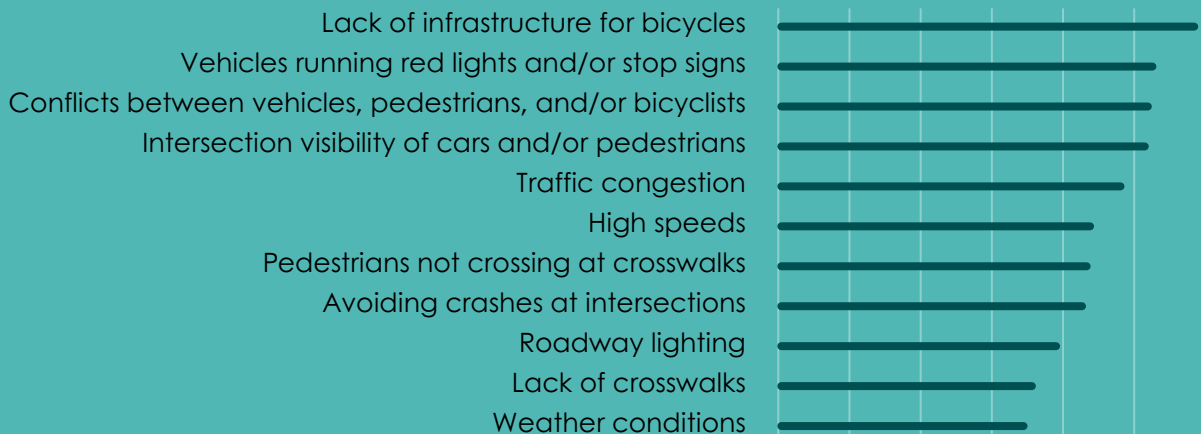 Lack of infrastructure for bicycles
Vehicles running red lights and/or stop signs
Conflicts between vehicles, pedestrians, and/or bicyclists
Intersection visibility of cars and/or pedestrians
Traffic congestion
High speeds
Pedestrians not crossing at crosswalks
Avoiding crashes at intersections
Roadway lighting
Lack of crosswalks
Weather conditions